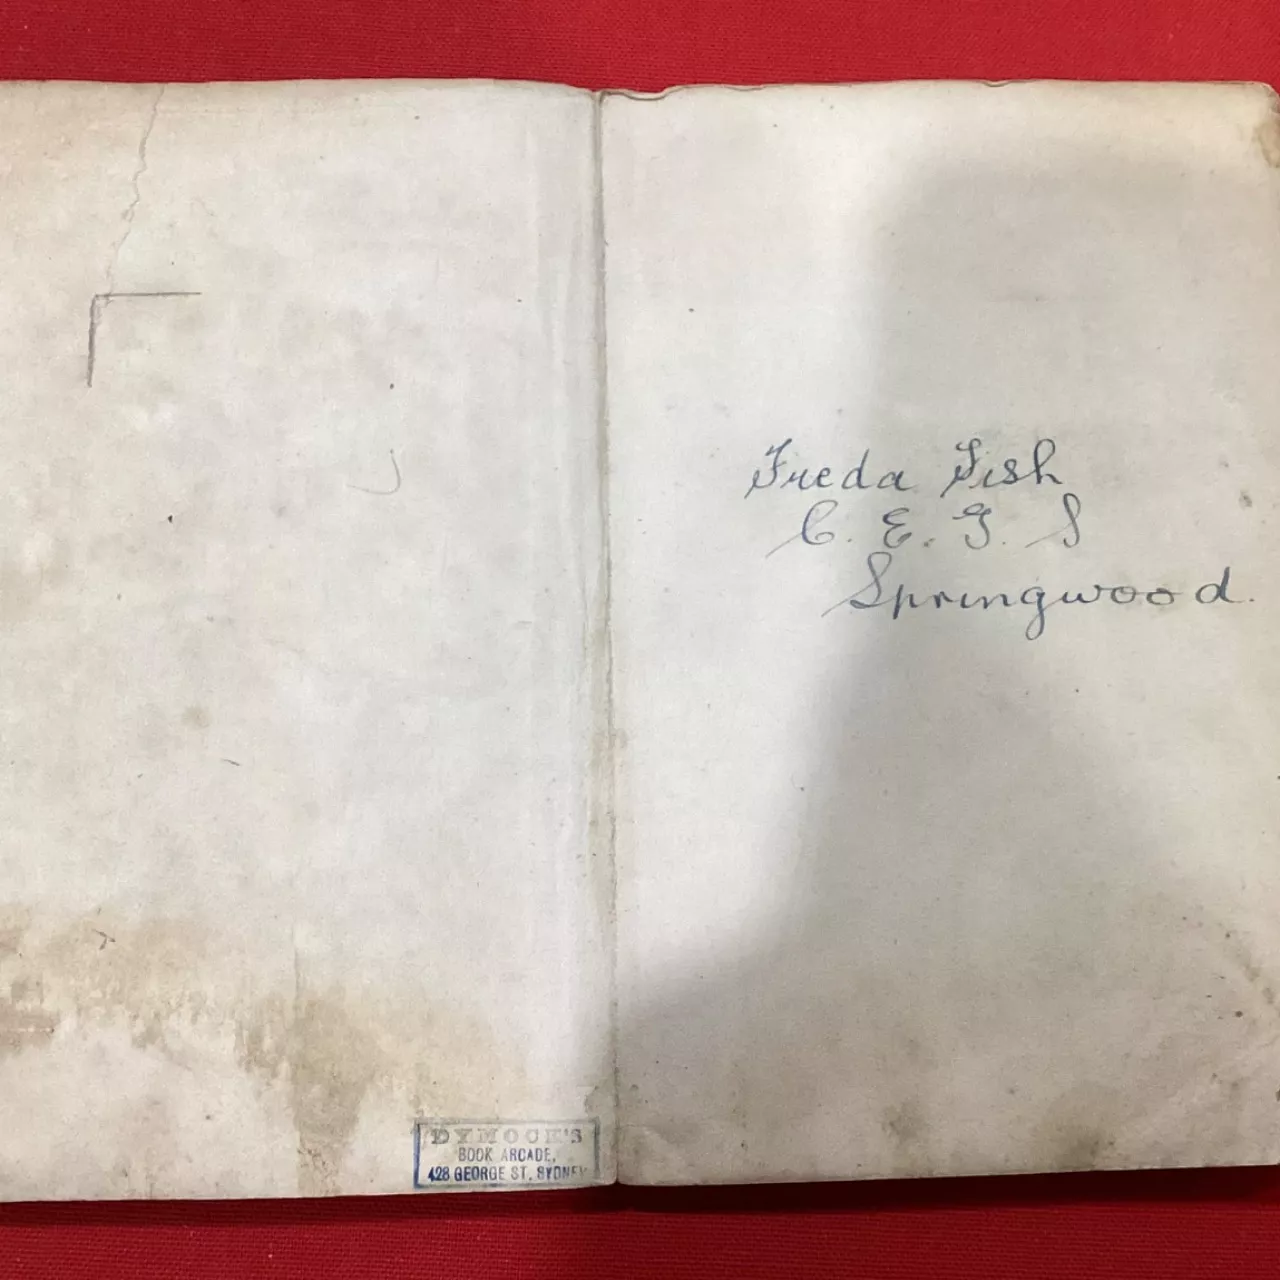 DYMOCK'S
BOOK ARCADE,
428 GEORGE ST. SYDNEY
Freda Fish
C. E. G. S
Springwood.